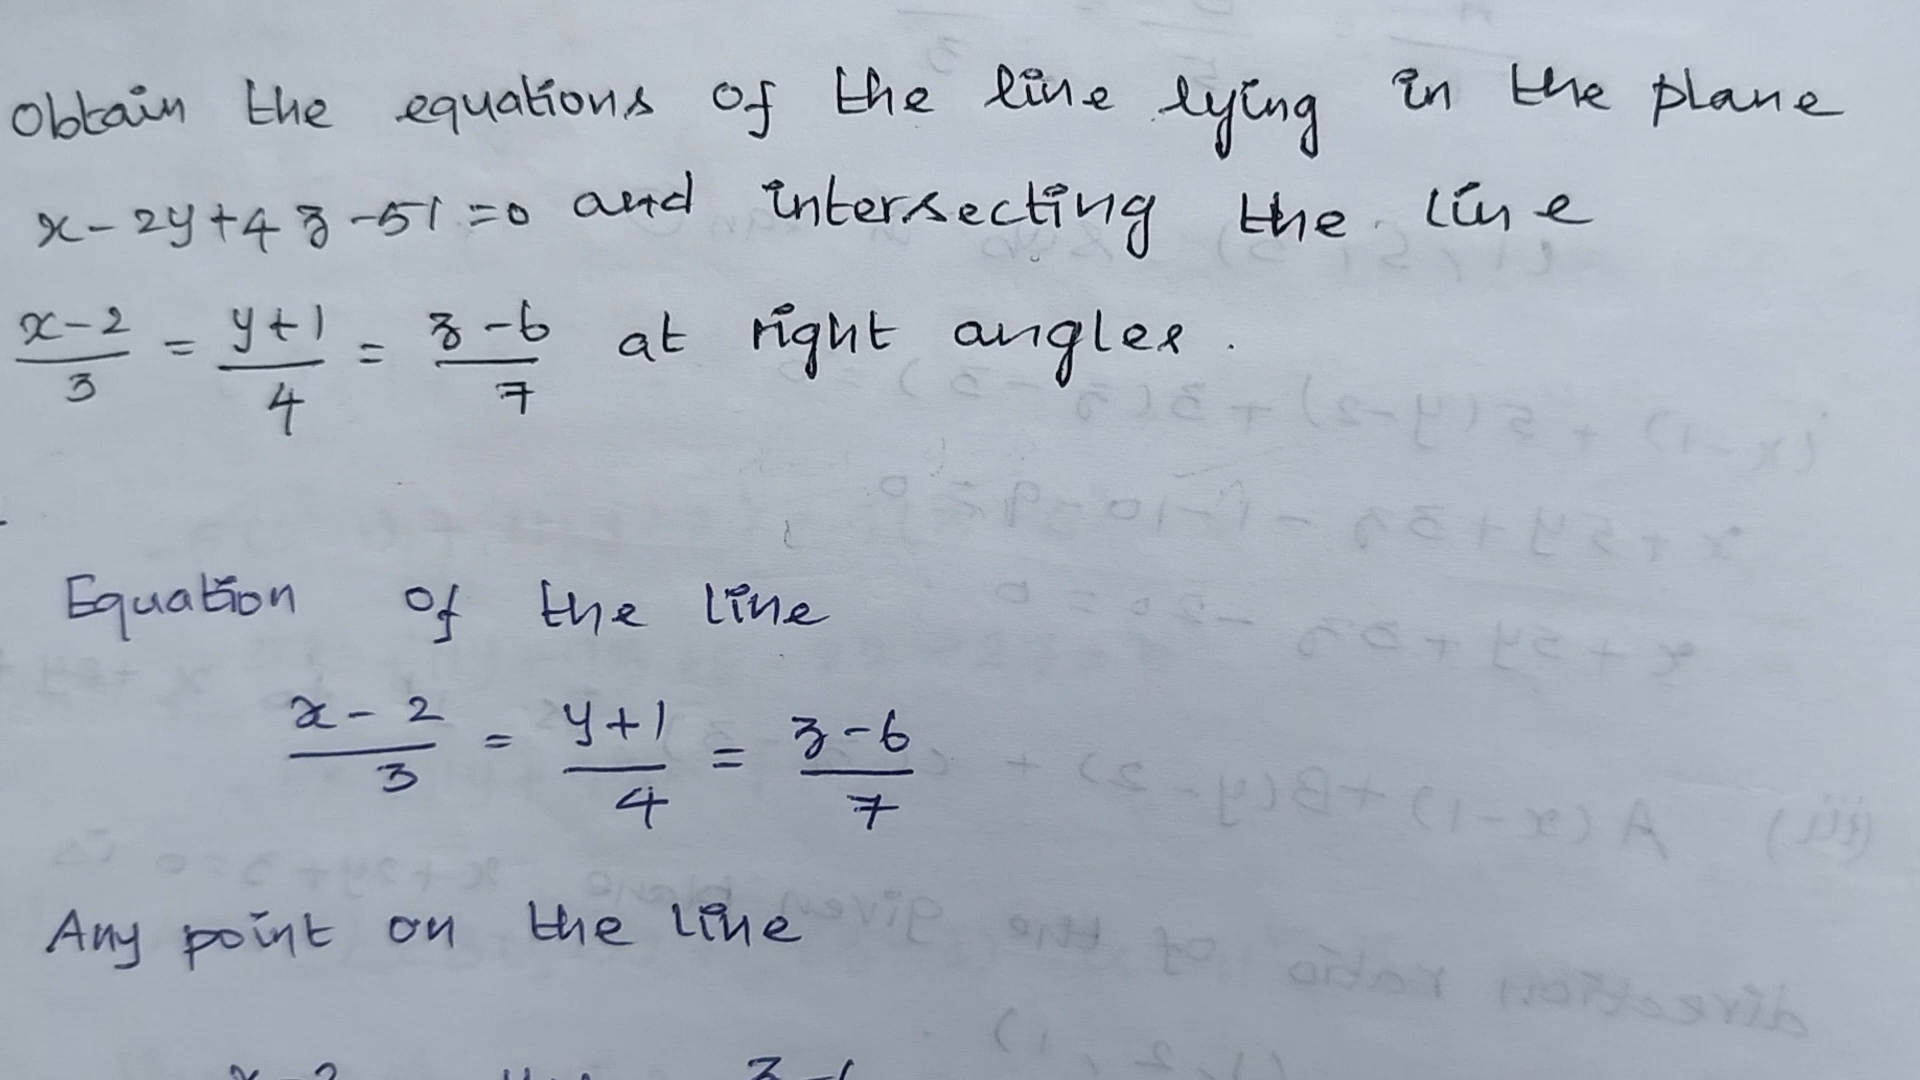 Obtain the equations of the line lying in the plane
x - 2y + 4z - 51 = 0 and intersecting the line
(x-2)/3 = (y+1)/4 = (z-6)/7 at right angles.
Equation of the line
(x-2)/3 = (y+1)/4 = (z-6)/7
Any point on the line